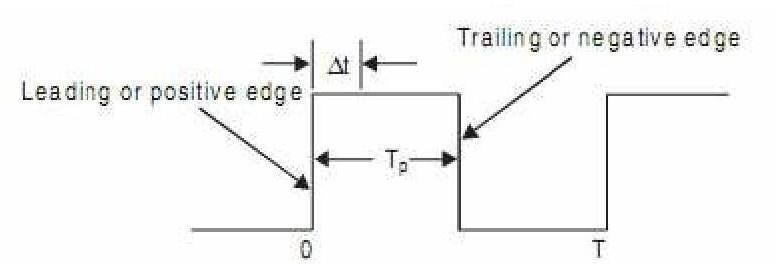 Trailing or negative edge
Δt
Leading or positive edge
Tp
0
T